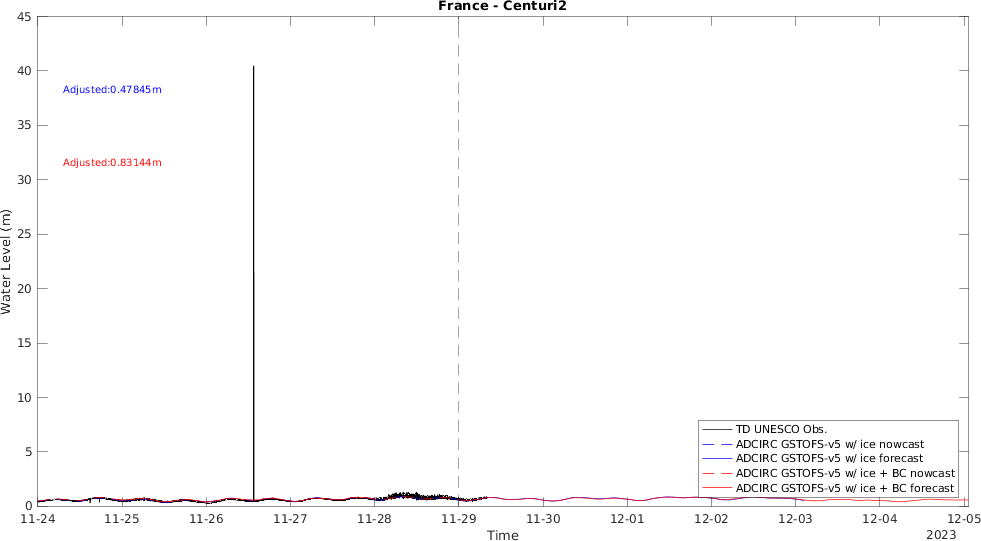 France - Centuri2
45
40
35
30
25
20
15
10
5
0
Water Level (m)
Adjusted:0.47845m
Adjusted:0.83144m
TD UNESCO Obs.
ADCIRC GSTOFS-v5 w/ ice nowcast
ADCIRC GSTOFS-v5 w/ ice forecast
ADCIRC GSTOFS-v5 w/ ice + BC nowcast
ADCIRC GSTOFS-v5 w/ ice + BC forecast
11-24 11-25 11-26 11-27 11-28 11-29 11-30 12-01 12-02 12-03 12-04 12-05
Time
2023